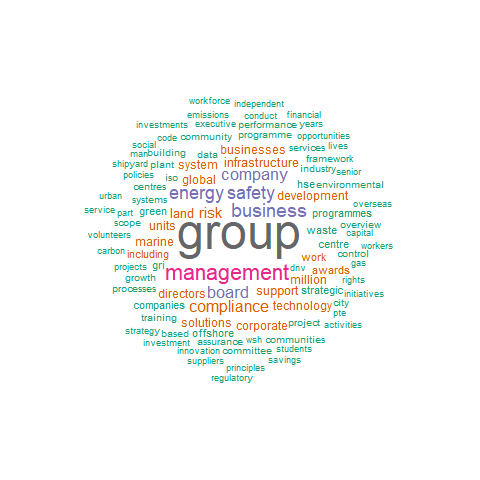 workforce independent
emissions conduct financial
investments executive performance years
code community programme opportunities
social man building data businesses services lives
shipyard plant system infrastructure framework
policies iso global company industry senior
centres energy safety hse environmental
urban systems development
service part green land risk business programmes overseas
scope units group waste overview capital
volunteers marine centre workers
carbon including work control
projects gri management dnv awards gas
growth million rights
processes directors board support strategic initiatives
companies compliance technology city
training solutions corporate project pte
strategy based offshore activities
investment assurance wsh communities
innovation committee students
suppliers savings
principles
regulatory